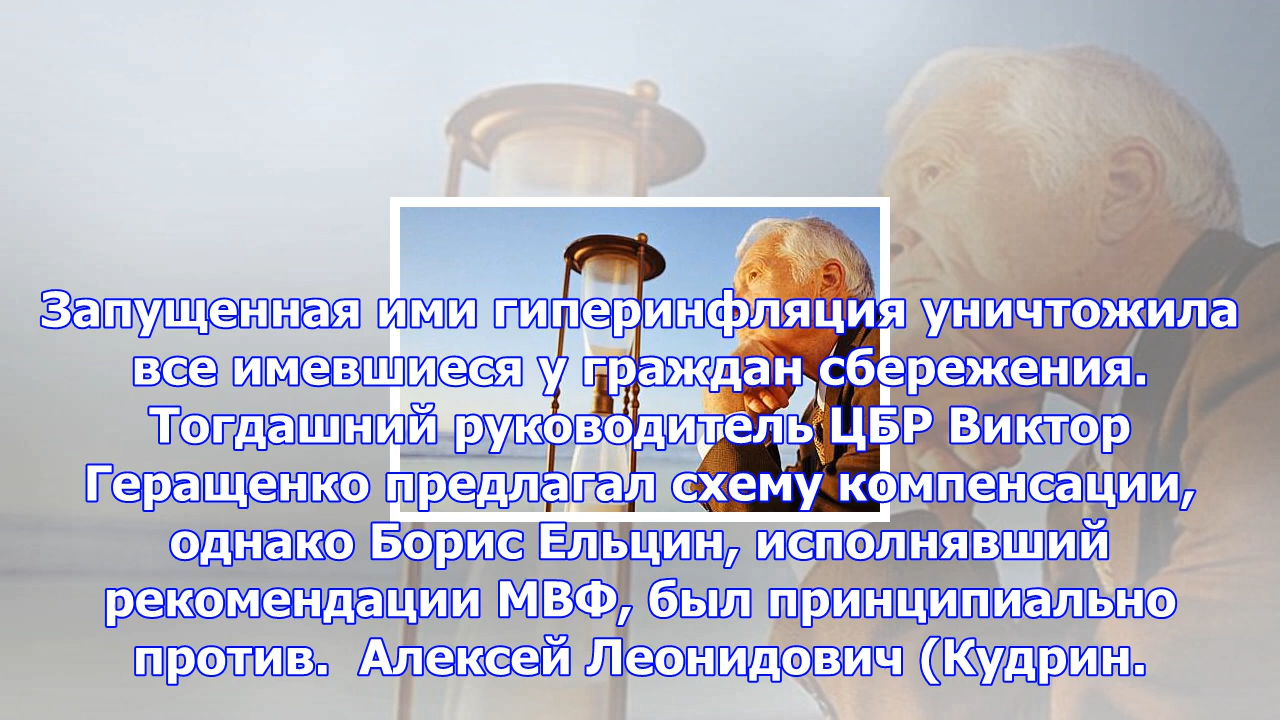 Запущенная ими гиперинфляция уничтожила
все имевшиеся у граждан сбережения.
Тогдашний руководитель ЦБР Виктор
Геращенко предлагал схему компенсации,
однако Борис Ельцин, исполнявший
рекомендации МВФ, был принципиально
против.  Алексей Леонидович (Кудрин.